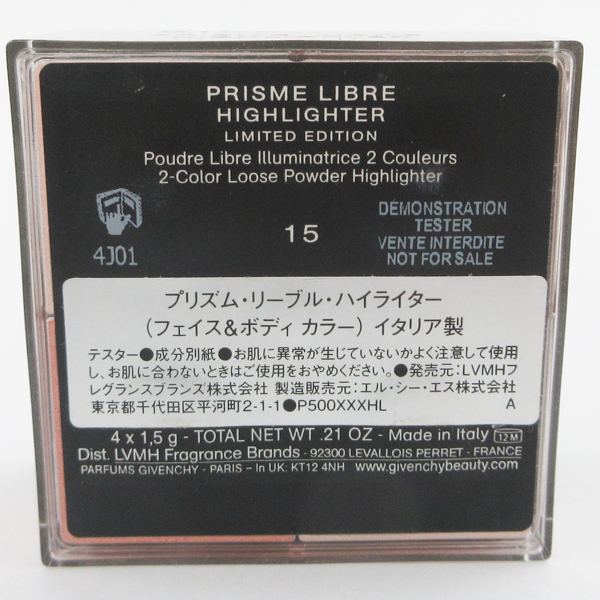 PRISME LIBRE
HIGHLIGHTER
LIMITED EDITION
Poudre Libre Illuminatrice 2 Couleurs
2-Color Loose Powder Highlighter
4J01
15
DÉMONSTRATION
TESTER
VENTE INTERDITE
NOT FOR SALE
プリズム・リーブル・ハイライター
(フェイス&ボディ カラー) イタリア製
テスター●成分別紙●お肌に異常が生じていないかよく注意して使用
し、お肌に合わないときはご使用をおやめください。●発売元:LVMHフ
レグランスブランズ株式会社 製造販売元:エル・シー・エス株式会社
東京都千代田区平河町2-1-1●P500XXXHL A
4 x 1,5 g - TOTAL NET WT .21 OZ - Made in Italy 12 M
Dist. LVMH Fragrance Brands - 92300 LEVALLOIS PERRET - FRANCE
PARFUMS GIVENCHY - PARIS - In UK: KT12 4NH www.givenchybeauty.com